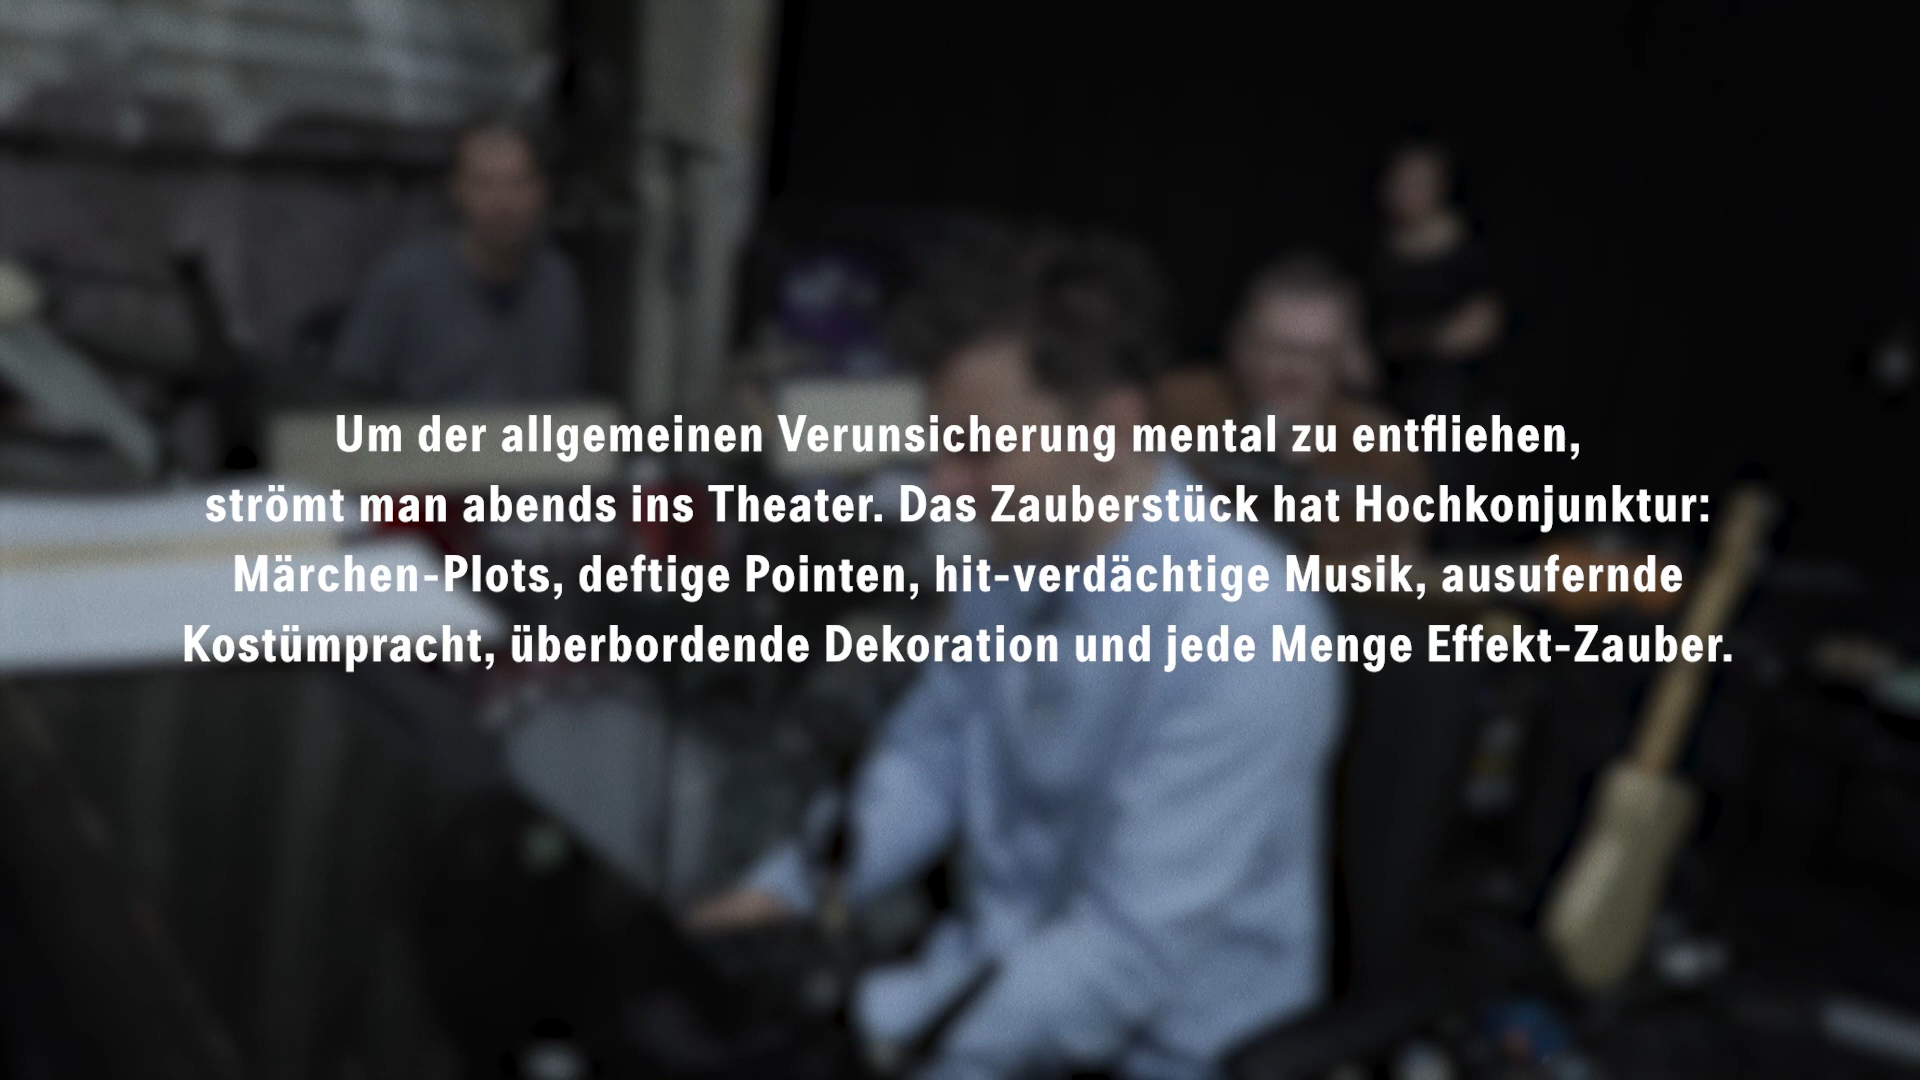 Um der allgemeinen Verunsicherung mental zu entfliehen,
strömt man abends ins Theater. Das Zauberstück hat Hochkonjunktur:
Märchen-Plots, deftige Pointen, hit-verdächtige Musik, ausufernde
Kostümpracht, überbordende Dekoration und jede Menge Effekt-Zauber.